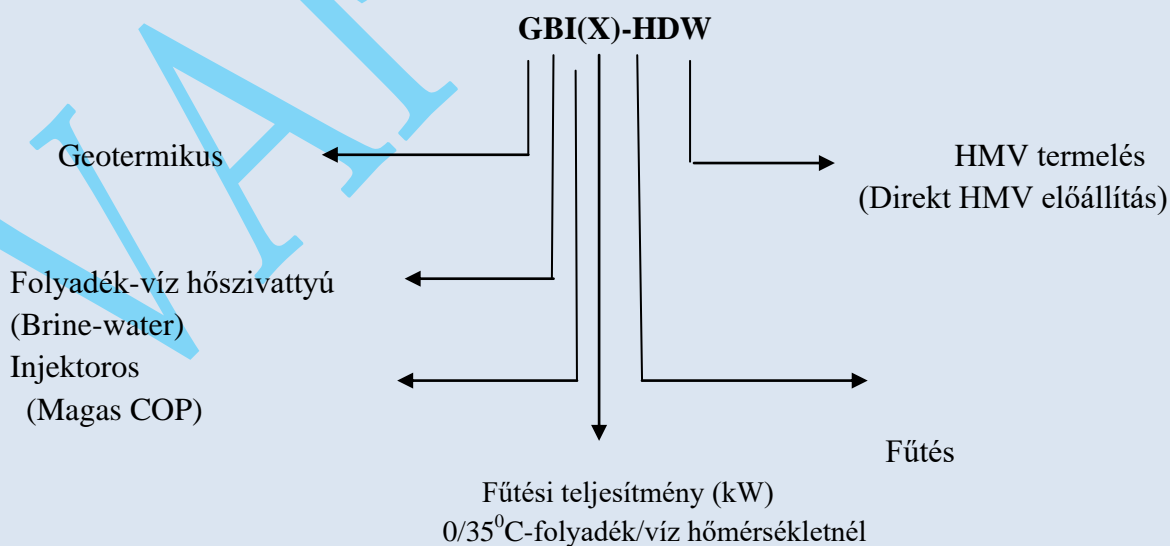 GBI(X)-HDW
Geotermikus
HMV termelés
(Direkt HMV előállítás)
Folyadék-víz hőszivattyú
(Brine-water)
Injektoros
(Magas COP)
Fűtés
Fűtési teljesítmény (kW)
0/35⁰C-folyadék/víz hőmérsékletnél